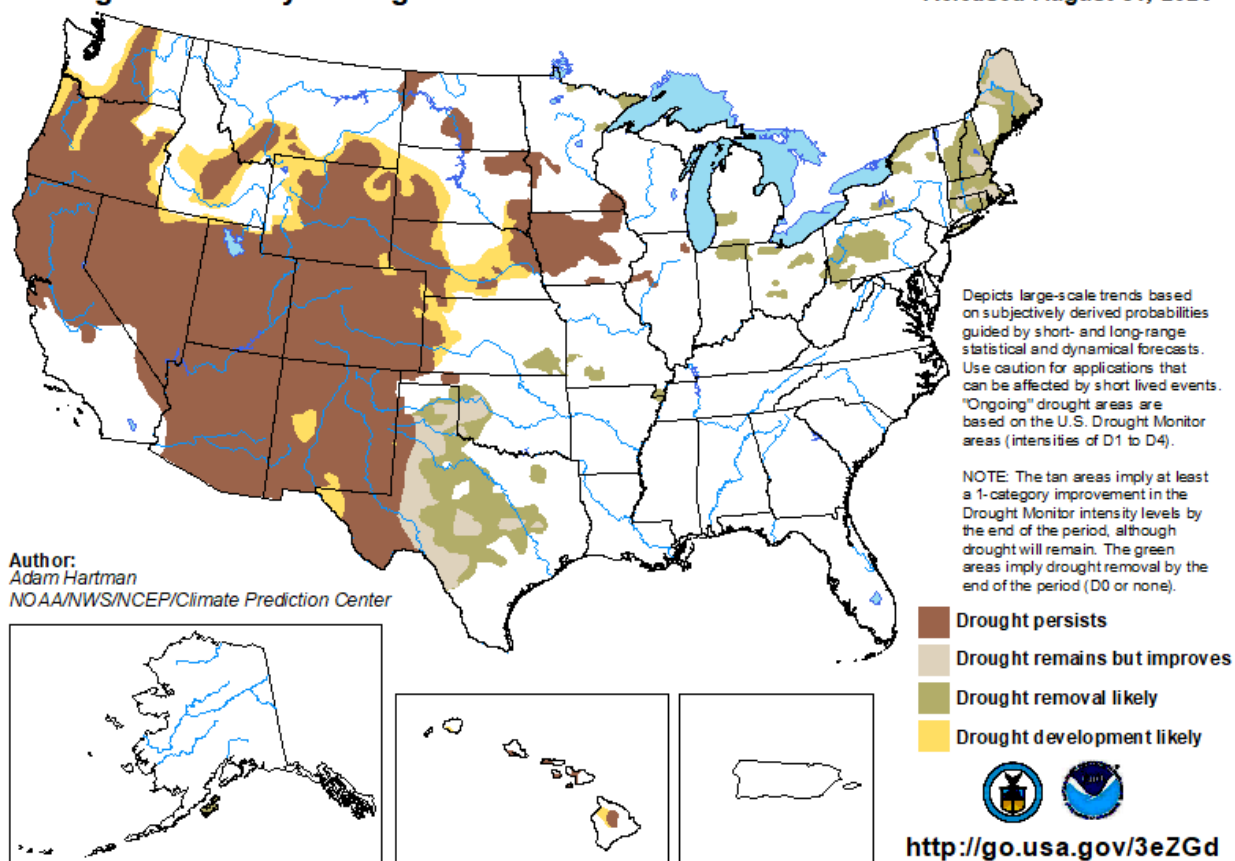 Depicts large-scale trends based
on subjectively derived probabilities
guided by short- and long-range
statistical and dynamical forecasts.
Use caution for applications that
can be affected by short lived events.
"Ongoing" drought areas are
based on the U.S. Drought Monitor
areas (intensities of D1 to D4).
NOTE: The tan areas imply at least
a 1-category improvement in the
Drought Monitor intensity levels by
the end of the period, although
drought will remain. The green
areas imply drought removal by the
end of the period (D0 or none).
Author:
Adam Hartman
NOAA/NWS/NCEP/Climate Prediction Center
Drought persists
Drought remains but improves
Drought removal likely
Drought development likely
http://go.usa.gov/3eZGd